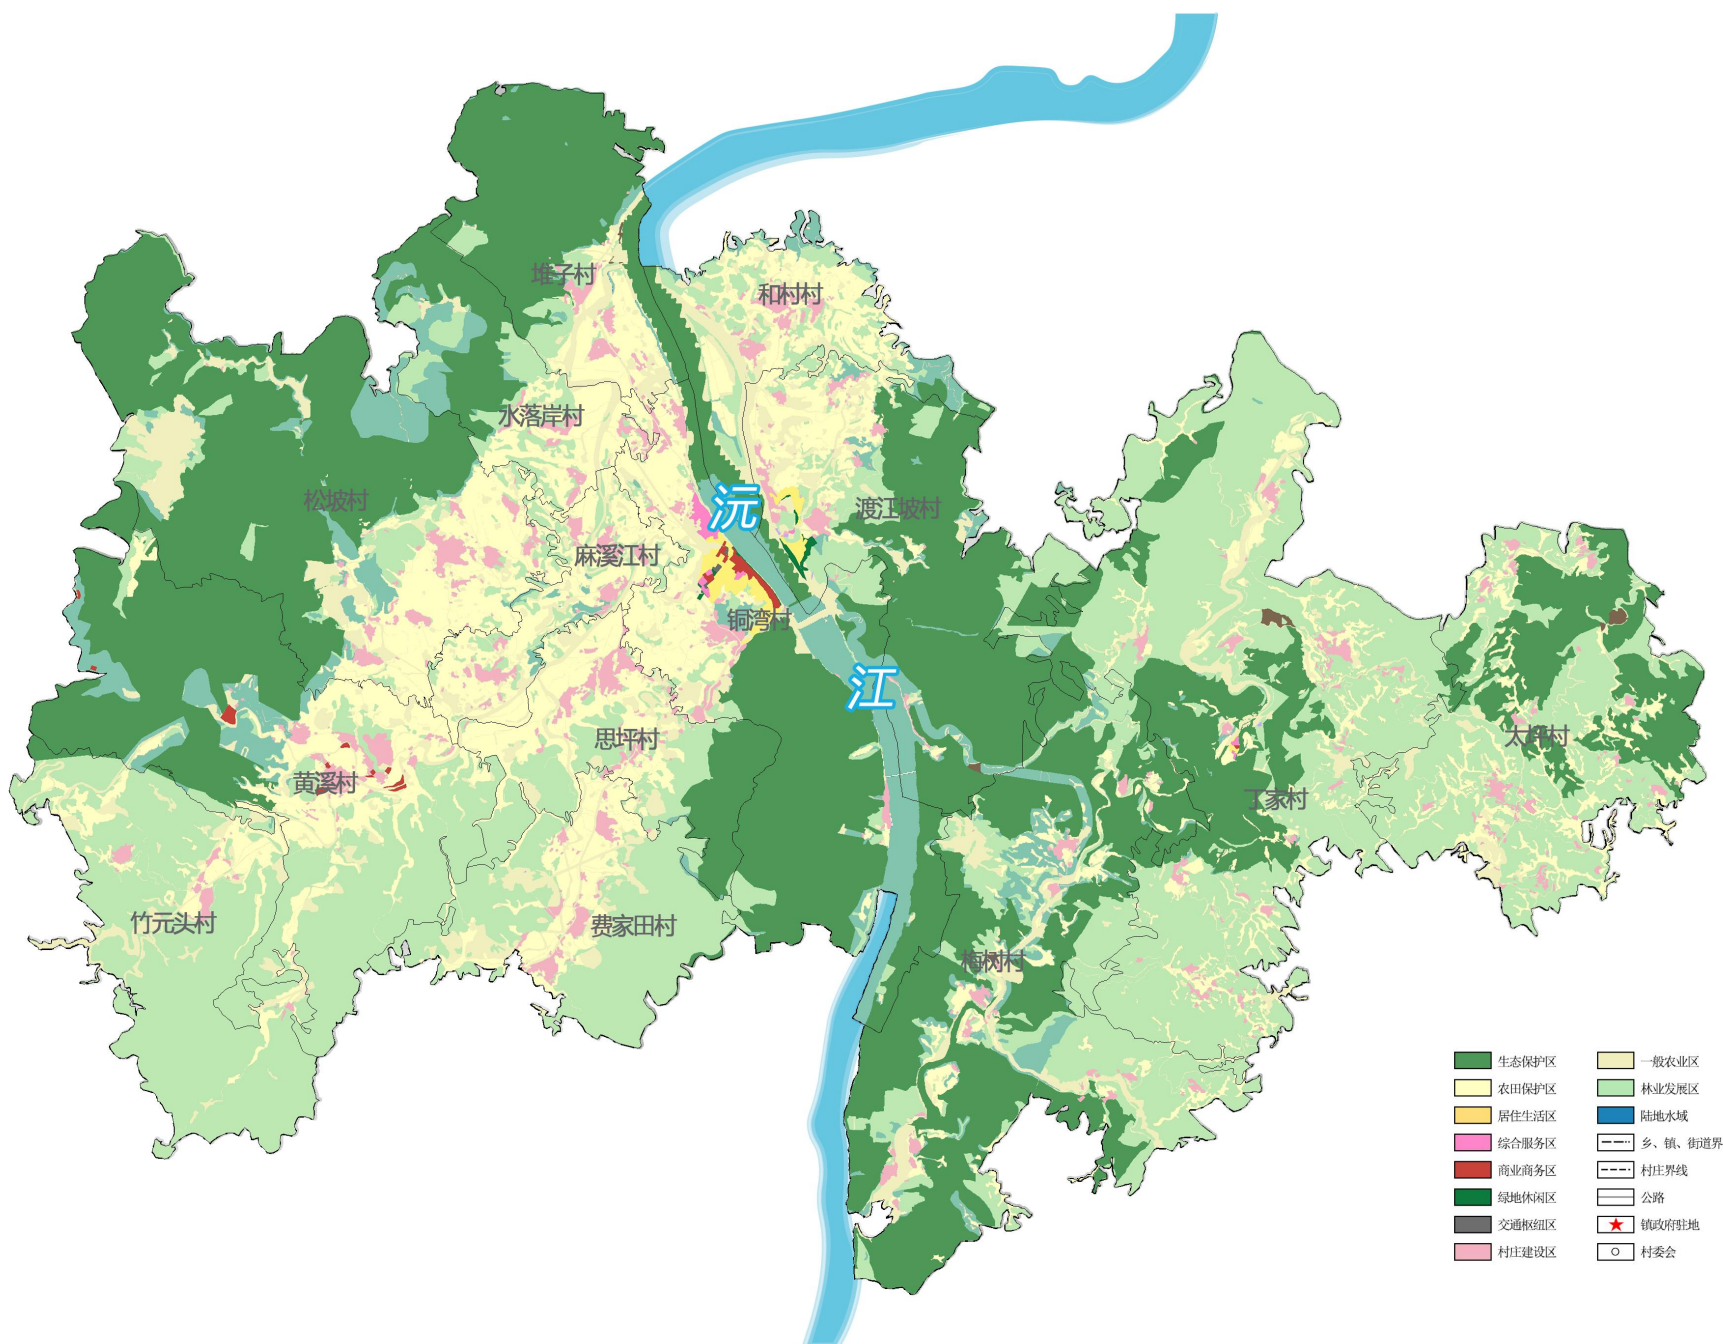 堆子村
和村村
水落岸村
松坡村
沅
渡江坡村
麻溪江村
铜湾村
江
思坪村
太坪村
黄溪村
丁家村
竹元头村
费家田村
梅树村
生态保护区
一般农业区
农田保护区
林业发展区
居住生活区
陆地水域
综合服务区
乡、镇、街道界
商业商务区
村庄界线
绿地休闲区
公路
交通枢纽区
镇政府驻地
村庄建设区
村委会